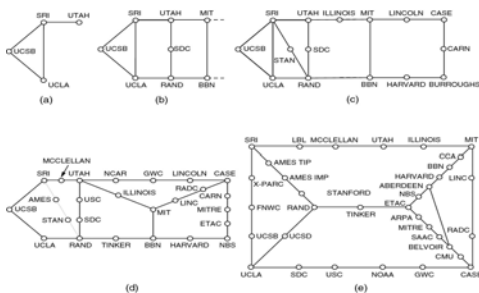 SRI UTAH
UCSB
UCLA
(a)
SRI UTAH MIT
UCSB SDC
UCLA RAND BBN
(b)
SRI UTAH ILLINOIS MIT LINCOLN CASE
UCSB STAN SDC CARN
UCLA RAND BBN HARVARD BURROUGHS
(c)
MCCLELLAN
SRI UTAH NCAR GWC LINCOLN CASE
AMES USC ILLINOIS RADC CARN
LINC
UCSB MIT MITRE
STAN SDC ETAC
UCLA RAND TINKER BBN HARVARD NBS
(d)
SRI LBL MCCLELLAN UTAH ILLINOIS MIT
AMES TIP CCA
BBN
X-PARC AMES IMP HARVARD LINC
STANFORD ABERDEEN
NBS
FNWC RAND ETAC
TINKER ARPA
UCSB UCSD MITRE RADC
SAAC
BELVOIR
CMU
UCLA SDC USC NOAA GWC CASE
(e)